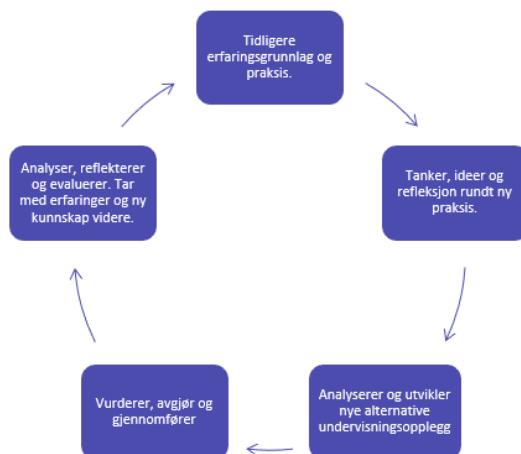 Tidligere
erfaringsgrunnlag og
praksis.
Tanker, ideer og
refleksjon rundt ny
praksis.
Analyserer og utvikler
nye alternative
undervisningsopplegg
Vurderer, avgjør og
gjennomfører
Analyser, reflekterer
og evaluerer. Tar
med erfaringer og ny
kunnskap videre.